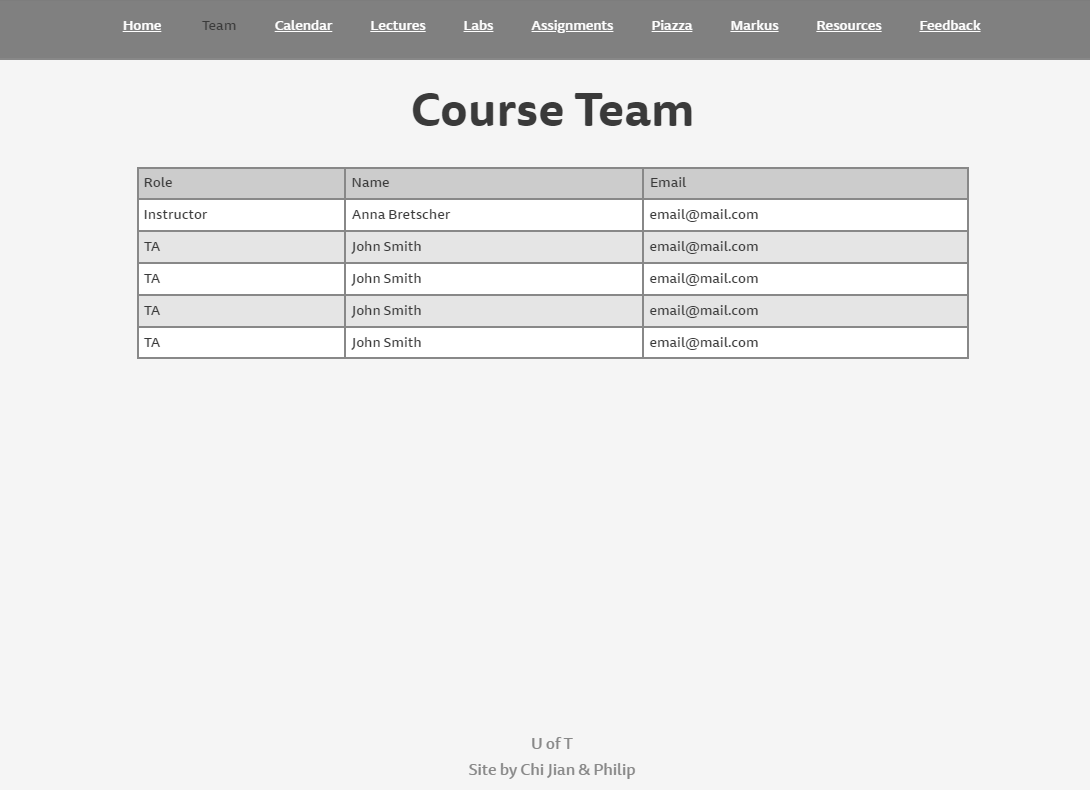 Home Team Calendar Lectures Labs Assignments Piazza Markus Resources Feedback
Course Team
Role Name Email
Instructor Anna Bretscher email@mail.com
TA John Smith email@mail.com
TA John Smith email@mail.com
TA John Smith email@mail.com
TA John Smith email@mail.com
U of T
Site by Chi Jian & Philip